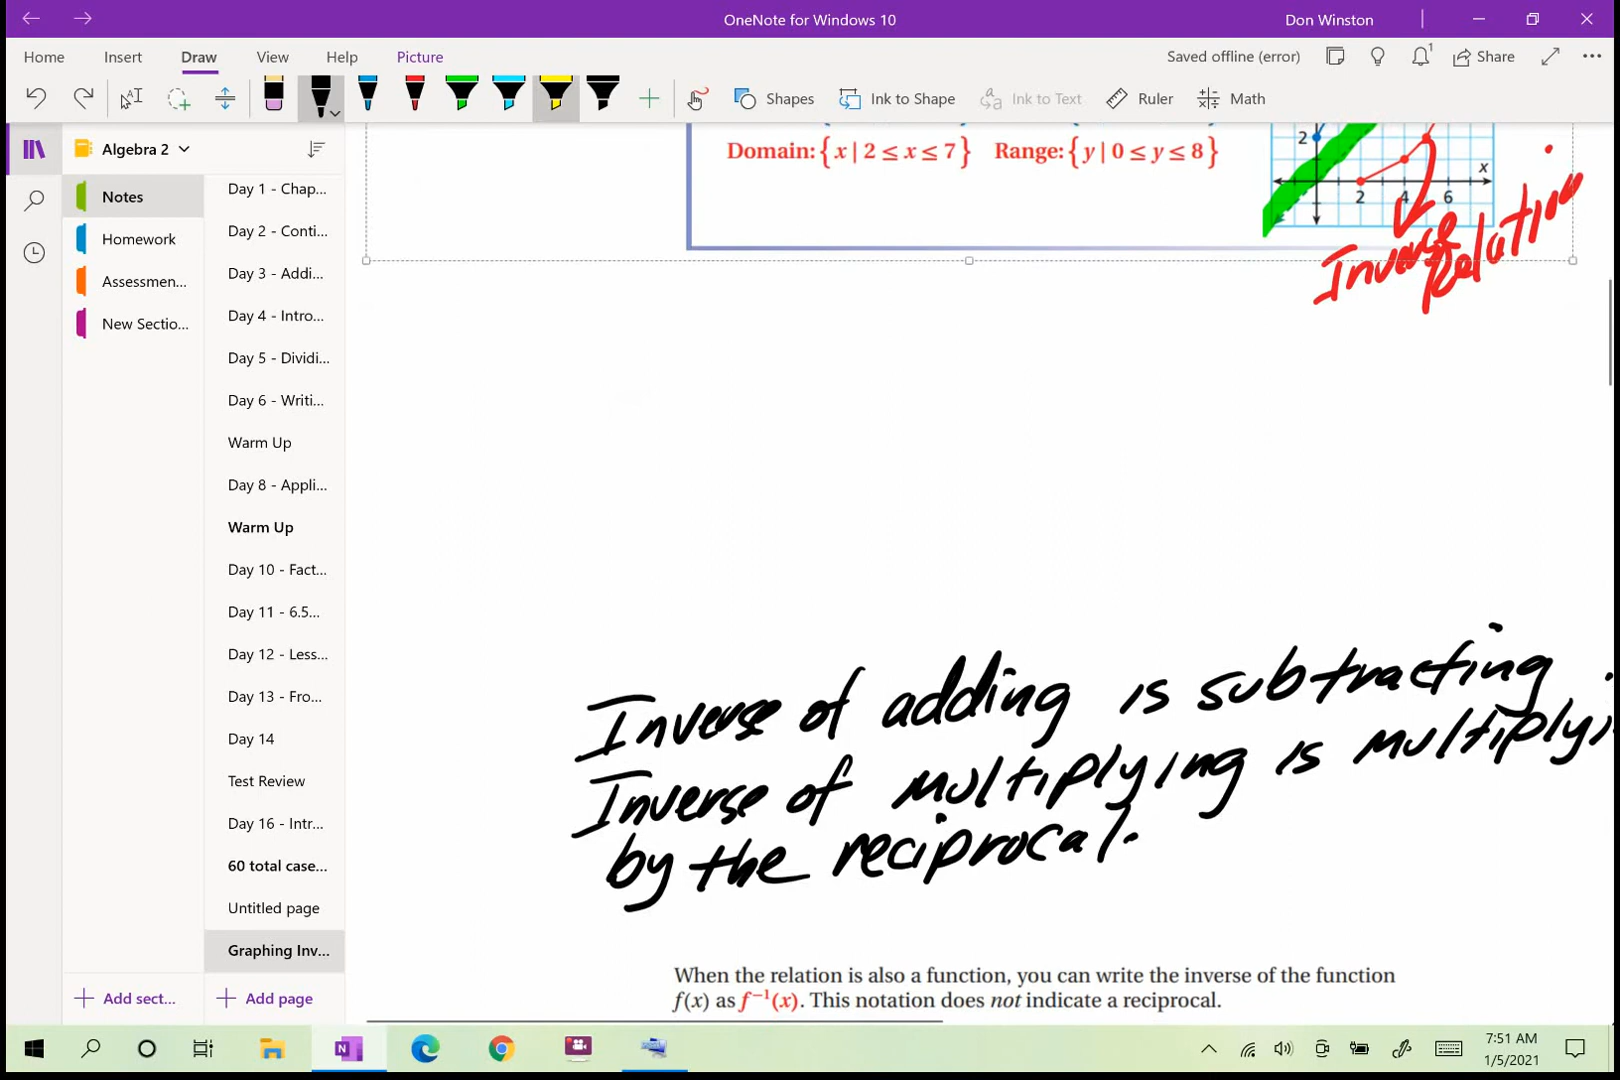 OneNote for Windows 10
Don Winston
Home Insert Draw View Help Picture
Saved offline (error)
1
Share
Shapes
Ink to Shape
Ink to Text
Ruler
Math
Algebra 2
Notes
Homework
Assessmen...
New Sectio...
Day 1 - Chap...
Day 2 - Conti...
Day 3 - Addi...
Day 4 - Intro...
Day 5 - Dividi...
Day 6 - Writi...
Warm Up
Day 8 - Appli...
Warm Up
Day 10 - Fact...
Day 11 - 6.5...
Day 12 - Less...
Day 13 - Fro...
Day 14
Test Review
Day 16 - Intr...
60 total case...
Untitled page
Graphing Inv...
Add sect...
Add page
Domain: {x | 2 ≤ x ≤ 7} Range: {y | 0 ≤ y ≤ 8}
2
x
2 4 6
Inverse
Relation
Inverse of adding is subtracting
Inverse of multiplying is multiplyi
by the reciprocal.
When the relation is also a function, you can write the inverse of the function
f(x) as f⁻¹(x). This notation does not indicate a reciprocal.
7:51 AM
1/5/2021